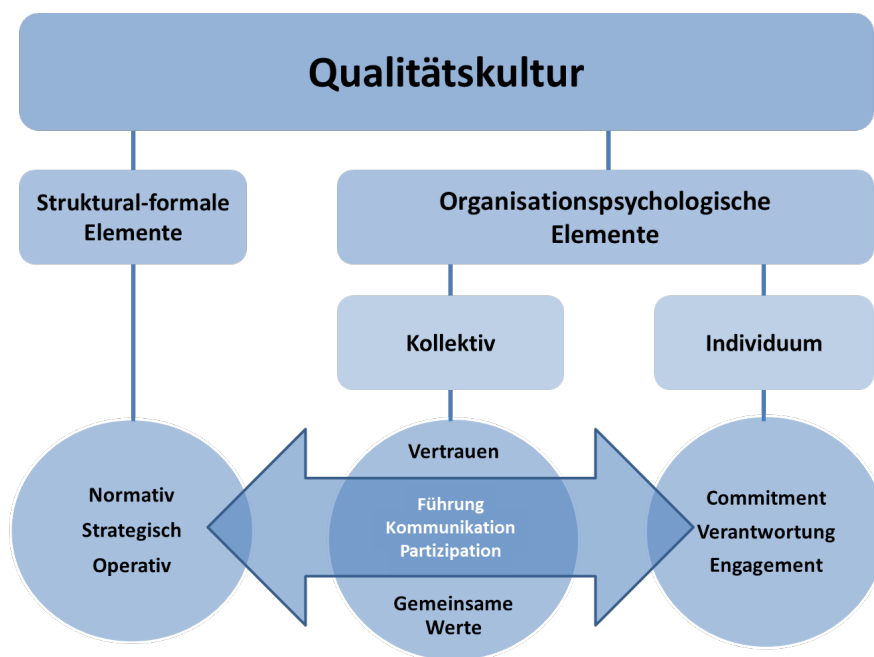 Qualitätskultur
Struktural-formale
Elemente
Organisationspsychologische
Elemente
Kollektiv
Individuum
Normativ
Strategisch
Operativ
Vertrauen
Führung
Kommunikation
Partizipation
Gemeinsame
Werte
Commitment
Verantwortung
Engagement